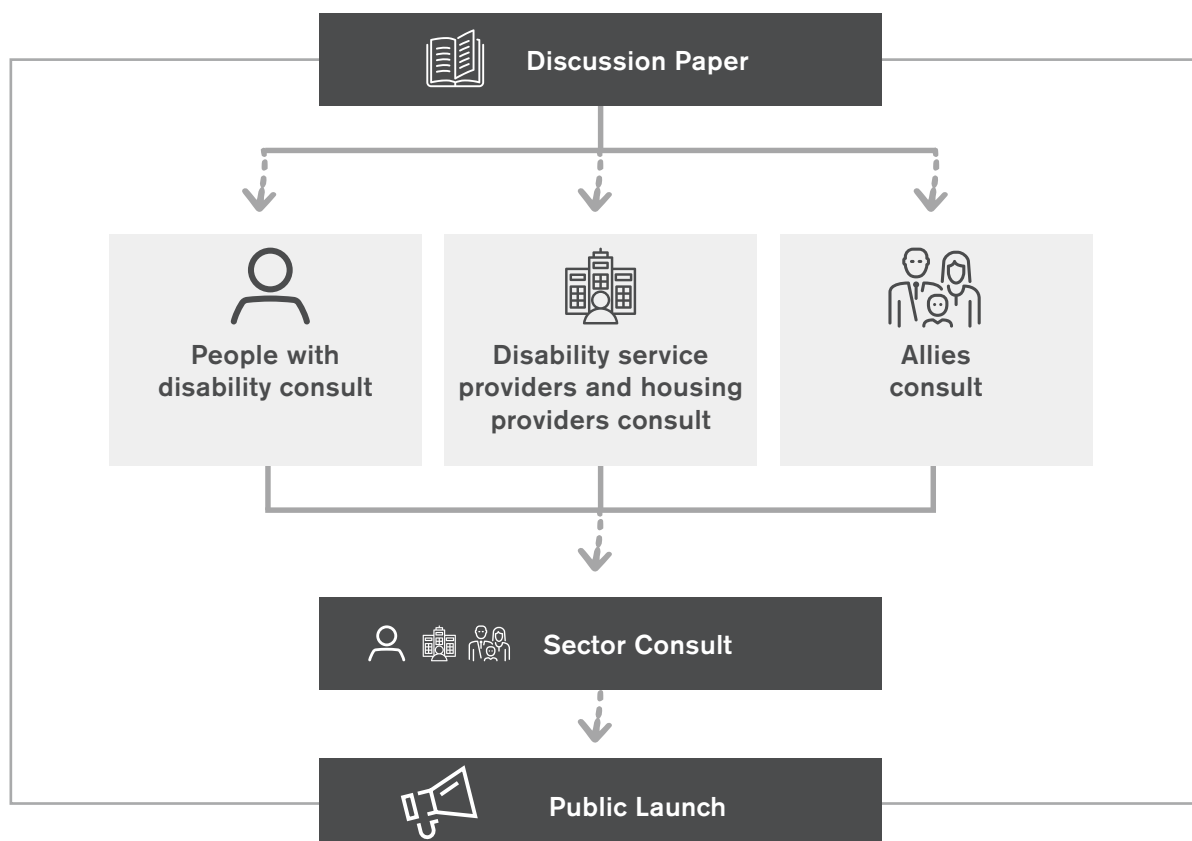 Discussion Paper
People with
disability consult
Disability service
providers and housing
providers consult
Allies
consult
Sector Consult
Public Launch